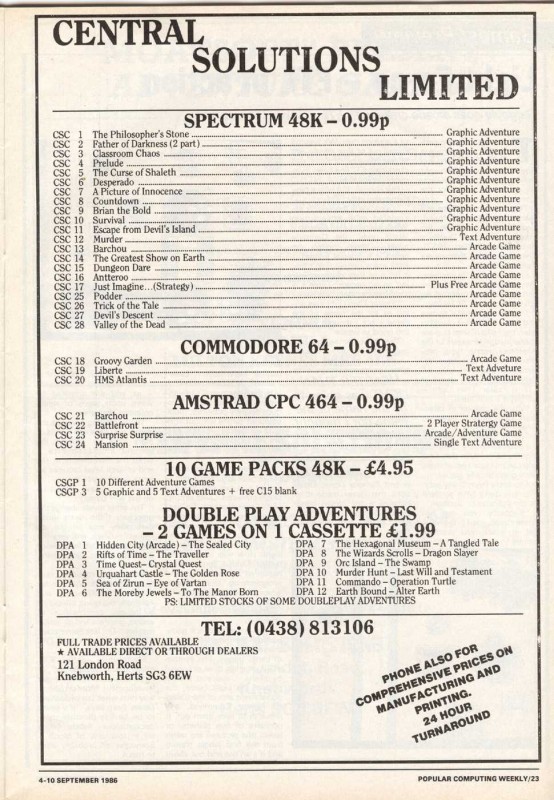 CENTRAL
SOLUTIONS
LIMITED
SPECTRUM 48K – 0.99p
CSC 1 The Philosopher's Stone Graphic Adventure
CSC 2 Father of Darkness (2 part) Graphic Adventure
CSC 3 Classroom Chaos Graphic Adventure
CSC 4 Prelude Graphic Adventure
CSC 5 The Curse of Shaleth Graphic Adventure
CSC 6 Desperado Graphic Adventure
CSC 7 A Picture of Innocence Graphic Adventure
CSC 8 Countdown Graphic Adventure
CSC 9 Brian the Bold Graphic Adventure
CSC 10 Survival Graphic Adventure
CSC 11 Escape from Devil's Island Graphic Adventure
CSC 12 Murder Text Adventure
CSC 13 Barchou Arcade Game
CSC 14 The Greatest Show on Earth Arcade Game
CSC 15 Dungeon Dare Arcade Game
CSC 16 Antteroo Arcade Game
CSC 17 Just Imagine...(Strategy) Plus Free Arcade Game
CSC 25 Podder Arcade Game
CSC 26 Trick of the Tale Arcade Game
CSC 27 Devil's Descent Arcade Game
CSC 28 Valley of the Dead Arcade Game
COMMODORE 64 – 0.99p
CSC 18 Groovy Garden Arcade Game
CSC 19 Liberte Text Adveture
CSC 20 HMS Atlantis Text Adventure
AMSTRAD CPC 464 – 0.99p
CSC 21 Barchou Arcade Game
CSC 22 Battlefront 2 Player Stratergy Game
CSC 23 Surprise Surprise Arcade/Adventure Game
CSC 24 Mansion Single Text Adventure
10 GAME PACKS 48K – £4.95
CSGP 1 10 Different Adventure Games
CSGP 3 5 Graphic and 5 Text Adventures + free C15 blank
DOUBLE PLAY ADVENTURES
– 2 GAMES ON 1 CASSETTE £1.99
DPA 1 Hidden City (Arcade) – The Sealed City
DPA 2 Rifts of Time – The Traveller
DPA 3 Time Quest– Crystal Quest
DPA 4 Urquahart Castle – The Golden Rose
DPA 5 Sea of Zirun – Eye of Vartan
DPA 6 The Moreby Jewels – To The Manor Born
DPA 7 The Hexagonal Museum – A Tangled Tale
DPA 8 The Wizards Scrolls – Dragon Slayer
DPA 9 Orc Island – The Swamp
DPA 10 Murder Hunt – Last Will and Testament
DPA 11 Commando – Operation Turtle
DPA 12 Earth Bound – Alter Earth
PS: LIMITED STOCKS OF SOME DOUBLEPLAY ADVENTURES
TEL: (0438) 813106
FULL TRADE PRICES AVAILABLE
★ AVAILABLE DIRECT OR THROUGH DEALERS
121 London Road
Knebworth, Herts SG3 6EW
PHONE ALSO FOR
COMPREHENSIVE PRICES ON
MANUFACTURING AND
PRINTING.
24 HOUR
TURNAROUND
4-10 SEPTEMBER 1986
POPULAR COMPUTING WEEKLY/23